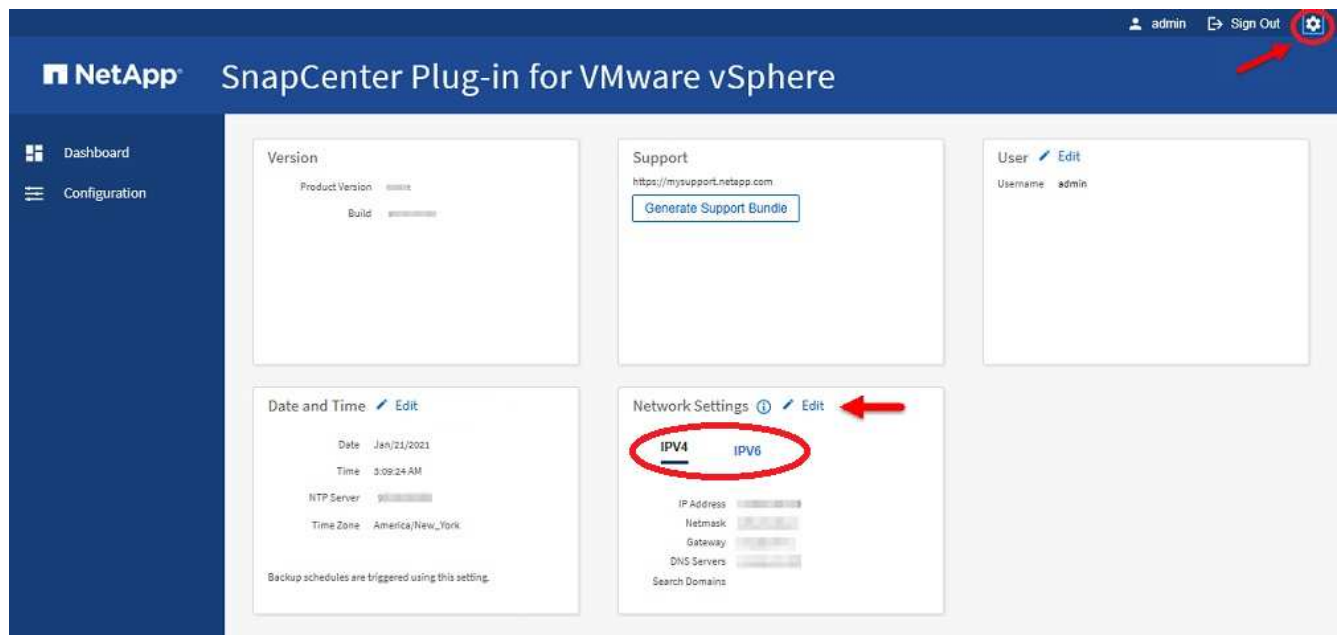 admin Sign Out
NetApp SnapCenter Plug-in for VMware vSphere
Dashboard
Configuration
Version
Product Version
Build
Support
https://mysupport.netapp.com
Generate Support Bundle
User Edit
Username admin
Date and Time Edit
Date Jan/21/2021
Time 3:09:24 AM
NTP Server
Time Zone America/New_York
Backup schedules are triggered using this setting.
Network Settings Edit
IPV4 IPV6
IP Address
Netmask
Gateway
DNS Servers
Search Domains